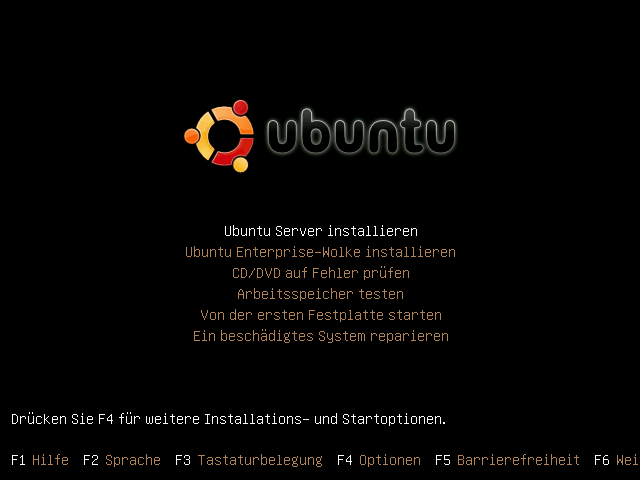 ubuntu
Ubuntu Server installieren
Ubuntu Enterprise-Wolke installieren
CD/DVD auf Fehler prüfen
Arbeitsspeicher testen
Von der ersten Festplatte starten
Ein beschädigtes System reparieren
Drücken Sie F4 für weitere Installations- und Startoptionen.
F1 Hilfe F2 Sprache F3 Tastaturbelegung F4 Optionen F5 Barrierefreiheit F6 Wei